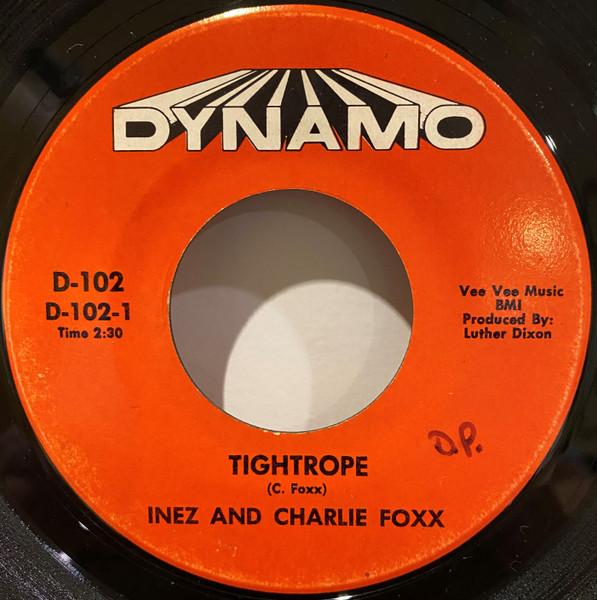 DYNAMO
D-102
D-102-1
Time 2:30
Vee Vee Music
BMI
Produced By:
Luther Dixon
D.P.
TIGHTROPE
(C. Foxx)
INEZ AND CHARLIE FOXX